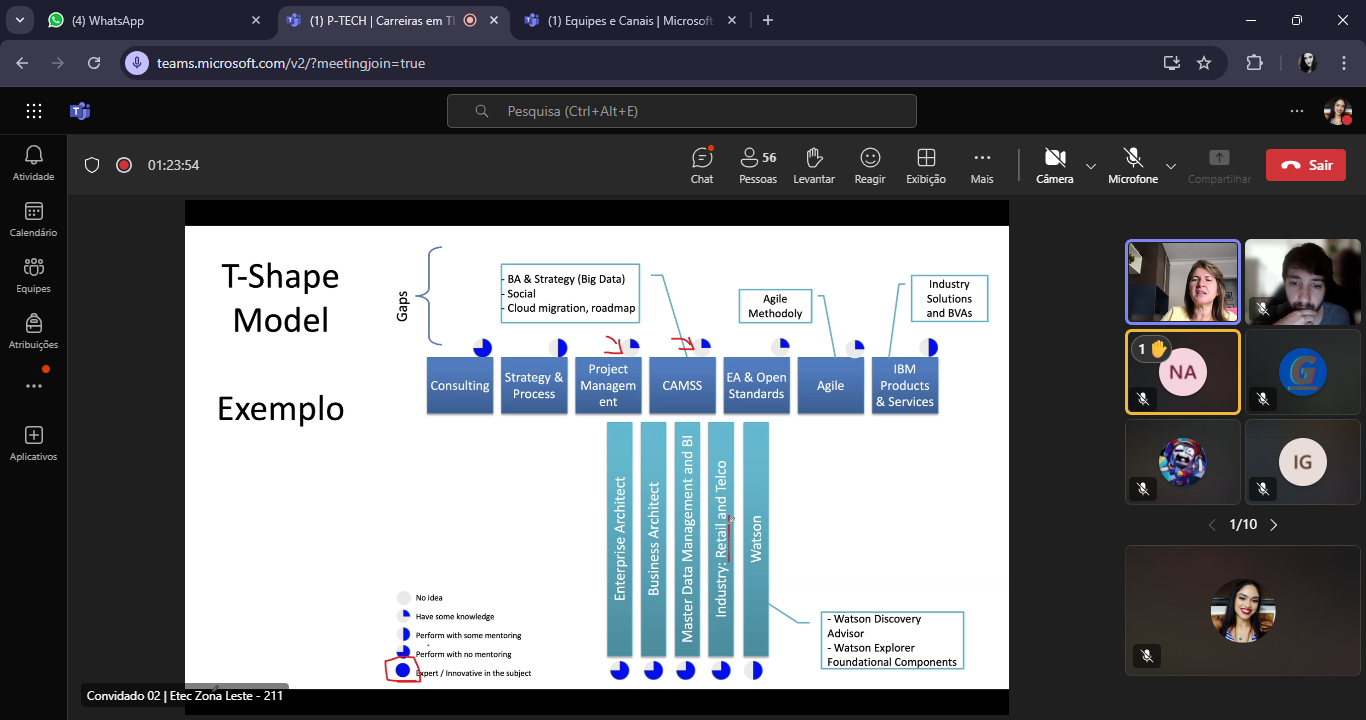 (4) WhatsApp
(1) P-TECH | Carreiras em TI
(1) Equipes e Canais | Microsoft
teams.microsoft.com/v2/?meetingjoin=true
Pesquisa (Ctrl+Alt+E)
Atividade
Calendário
Equipes
Atribuições
Aplicativos
01:23:54
Chat
56
Pessoas
Levantar
Reagir
Exibição
Mais
Câmera
Microfone
Compartilhar
Sair
T-Shape
Model
Exemplo
Gaps
- BA & Strategy (Big Data)
- Social
- Cloud migration, roadmap
Agile
Methodoly
Industry
Solutions
and BVAs
Consulting
Strategy &
Process
Project
Managem
ent
CAMSS
EA & Open
Standards
Agile
IBM
Products
& Services
Enterprise Architect
Business Architect
Master Data Management and BI
Industry: Retail and Telco
Watson
- Watson Discovery
Advisor
- Watson Explorer
Foundational Components
No idea
Have some knowledge
Perform with some mentoring
Perform with no mentoring
Expert / Innovative in the subject
Convidado 02 | Etec Zona Leste - 211
1
NA
G
IG
1/10